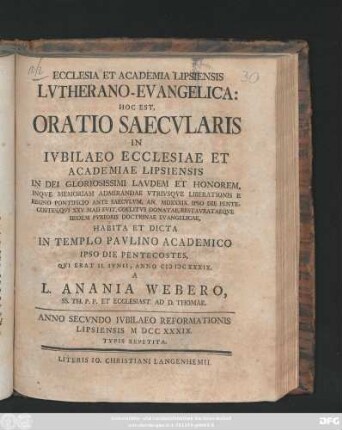 30
ECCLESIA ET ACADEMIA LIPSIENSIS
LVTHERANO-EVANGELICA:
HOC EST,
ORATIO SAECVLARIS
IN
IVBILAEO ECCLESIAE ET
ACADEMIAE LIPSIENSIS
IN DEI GLORIOSISSIMI LAVDEM ET HONOREM,
INQVE MEMORIAM ADMIRANDAE VTRIVSQVE LIBERATIONIS E
REGNO PONTIFICIO ANTE SAECVLVM, AN. MDXXXIX. IPSO DIE PENTE-
COSTES, QVI XXV MAII FVIT, COELITVS DONATAE, RESTAVRATAEQVE
IBIDEM PVRIORIS DOCTRINAE EVANGELICAE,
HABITA ET DICTA
IN TEMPLO PAVLINO ACADEMICO
IPSO DIE PENTECOSTES,
QVI ERAT II. IVNII, ANNO CIƆIƆCXXXIX.
A
L. ANANIA WEBERO,
SS. TH. P. P. ET ECCLESIAST. AD D. THOMAE.
ANNO SECVNDO IVBILAEO REFORMATIONIS
LIPSIENSIS M DCC XXXIX.
TYPIS REPETITA.
LITERIS IO. CHRISTIANI LANGENHEMII.
DFG